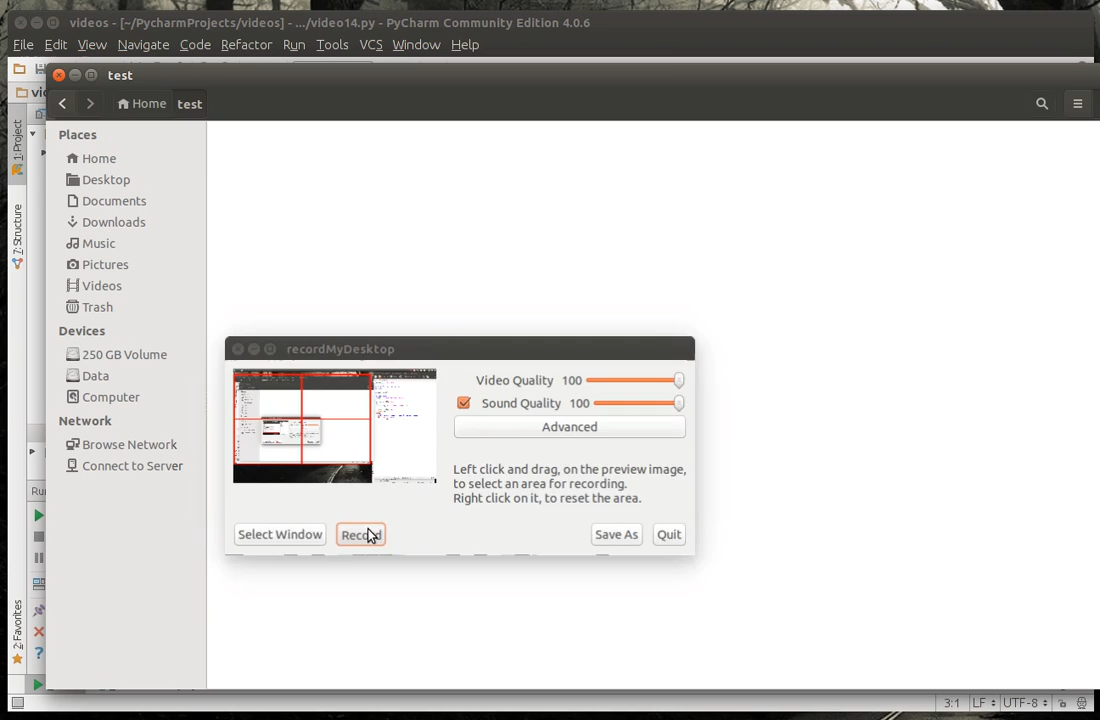 videos - [~/PycharmProjects/videos] - .../video14.py - PyCharm Community Edition 4.0.6
File Edit View Navigate Code Refactor Run Tools VCS Window Help
test
Home test
1: Project
7: Structure
2: Favorites
Run
Places
Home
Desktop
Documents
Downloads
Music
Pictures
Videos
Trash
Devices
250 GB Volume
Data
Computer
Network
Browse Network
Connect to Server
recordMyDesktop
Video Quality 100
Sound Quality 100
Advanced
Left click and drag, on the preview image,
to select an area for recording.
Right click on it, to reset the area.
Select Window Record Save As Quit
3:1 LF UTF-8